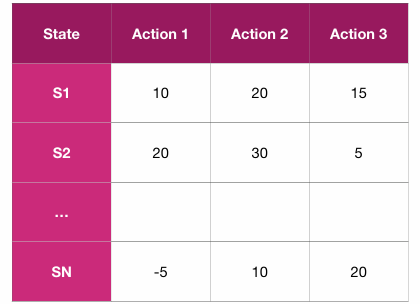 State Action 1 Action 2 Action 3
S1 10 20 15
S2 20 30 5
...
SN -5 10 20